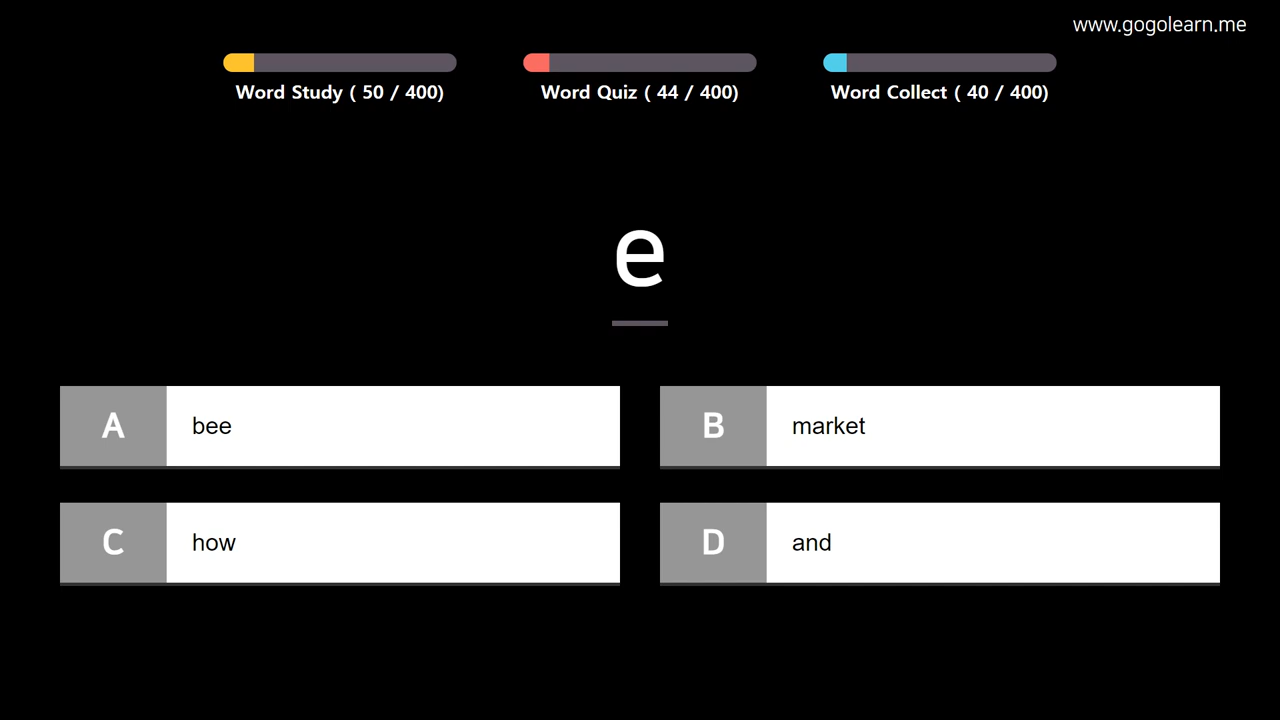 www.gogolearn.me
Word Study ( 50 / 400)
Word Quiz ( 44 / 400)
Word Collect ( 40 / 400)
e
A bee
B market
C how
D and